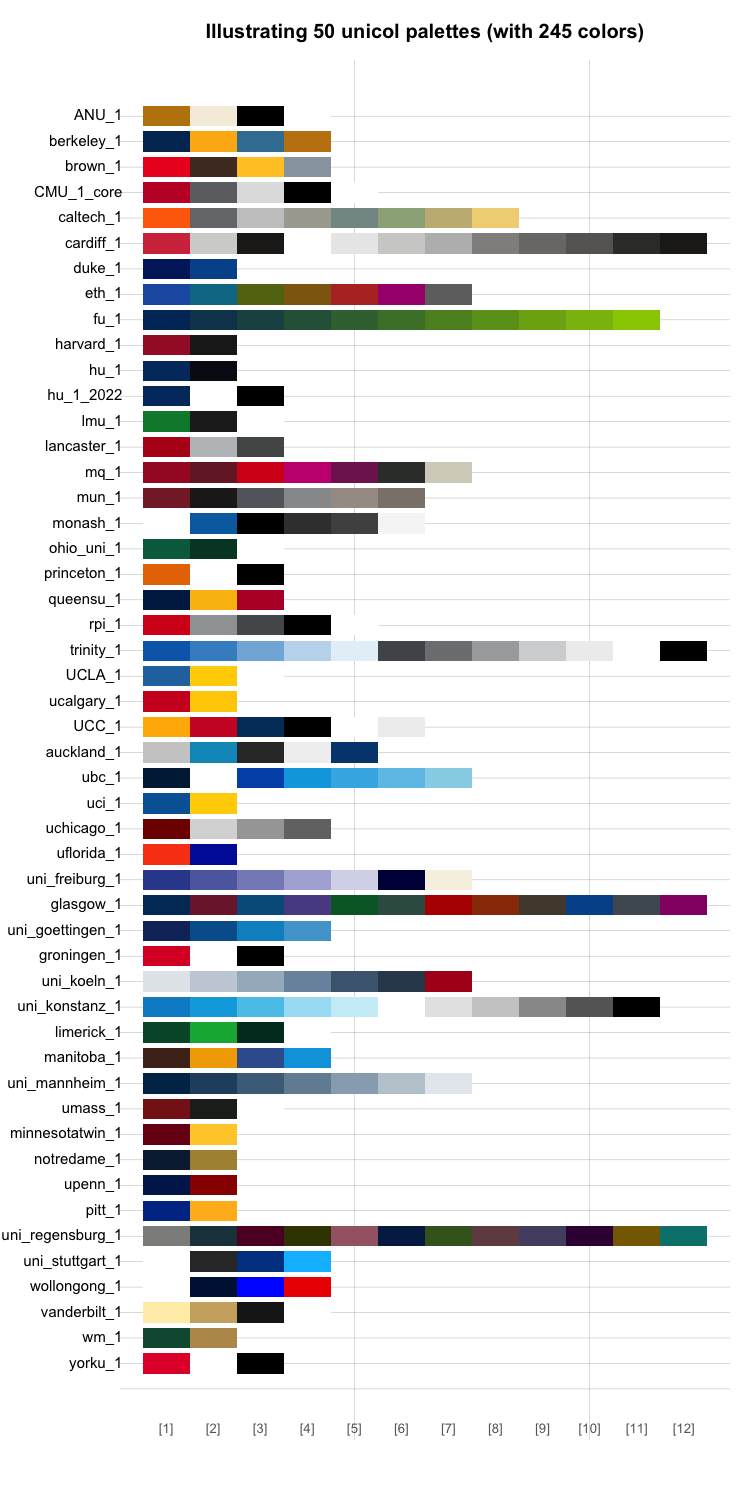 Illustrating 50 unicol palettes (with 245 colors)
ANU_1
berkeley_1
brown_1
CMU_1_core
caltech_1
cardiff_1
duke_1
eth_1
fu_1
harvard_1
hu_1
hu_1_2022
lmu_1
lancaster_1
mq_1
mun_1
monash_1
ohio_uni_1
princeton_1
queensu_1
rpi_1
trinity_1
UCLA_1
ucalgary_1
UCC_1
auckland_1
ubc_1
uci_1
uchicago_1
uflorida_1
uni_freiburg_1
glasgow_1
uni_goettingen_1
groningen_1
uni_koeln_1
uni_konstanz_1
limerick_1
manitoba_1
uni_mannheim_1
umass_1
minnesotatwin_1
notredame_1
upenn_1
pitt_1
uni_regensburg_1
uni_stuttgart_1
wollongong_1
vanderbilt_1
wm_1
yorku_1
[1] [2] [3] [4] [5] [6] [7] [8] [9] [10] [11] [12]